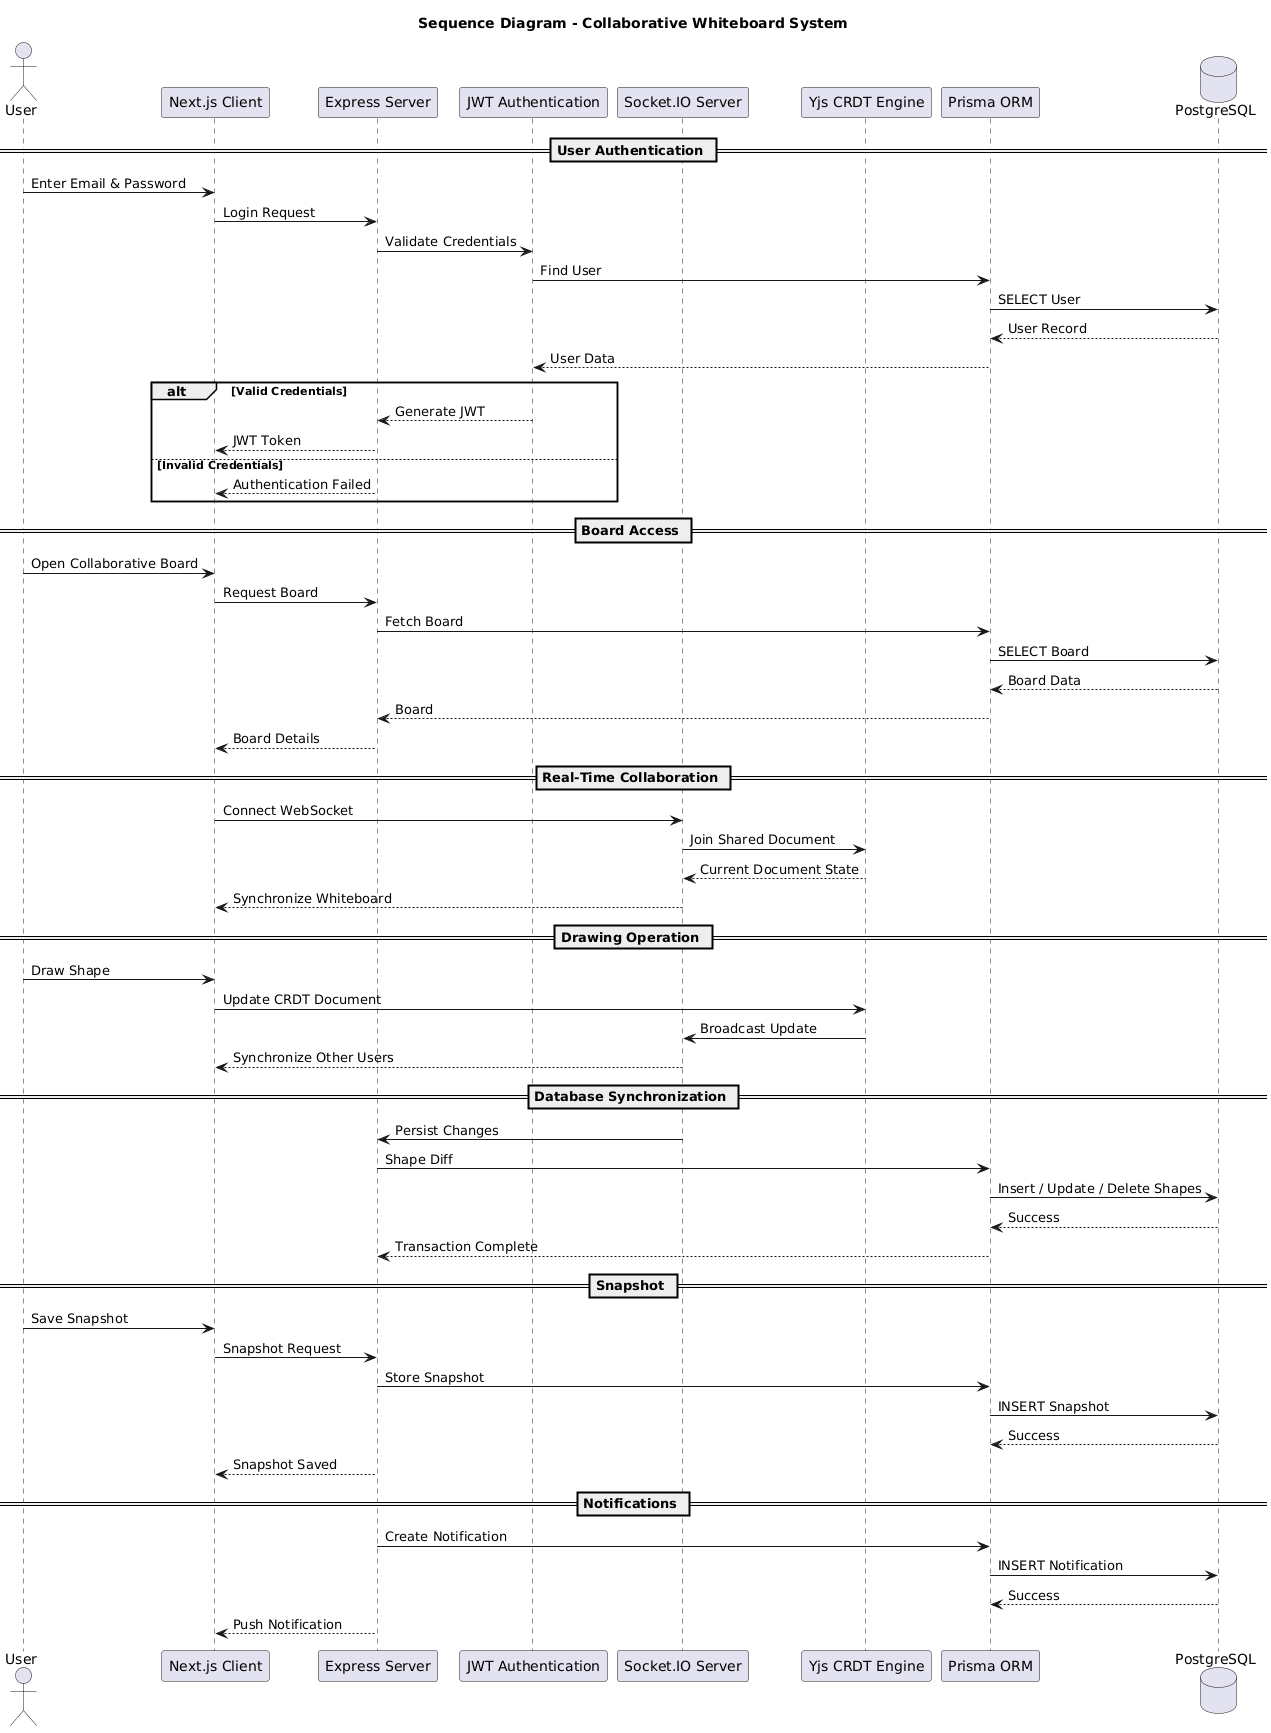 Sequence Diagram - Collaborative Whiteboard System
User
Next.js Client
Express Server
JWT Authentication
Socket.IO Server
Yjs CRDT Engine
Prisma ORM
PostgreSQL
User Authentication
Enter Email & Password
Login Request
Validate Credentials
Find User
SELECT User
User Record
User Data
alt
[Valid Credentials]
Generate JWT
JWT Token
[Invalid Credentials]
Authentication Failed
Board Access
Open Collaborative Board
Request Board
Fetch Board
SELECT Board
Board Data
Board
Board Details
Real-Time Collaboration
Connect WebSocket
Join Shared Document
Current Document State
Synchronize Whiteboard
Drawing Operation
Draw Shape
Update CRDT Document
Broadcast Update
Synchronize Other Users
Database Synchronization
Persist Changes
Shape Diff
Insert / Update / Delete Shapes
Success
Transaction Complete
Snapshot
Save Snapshot
Snapshot Request
Store Snapshot
INSERT Snapshot
Success
Snapshot Saved
Notifications
Create Notification
INSERT Notification
Success
Push Notification
User
Next.js Client
Express Server
JWT Authentication
Socket.IO Server
Yjs CRDT Engine
Prisma ORM
PostgreSQL